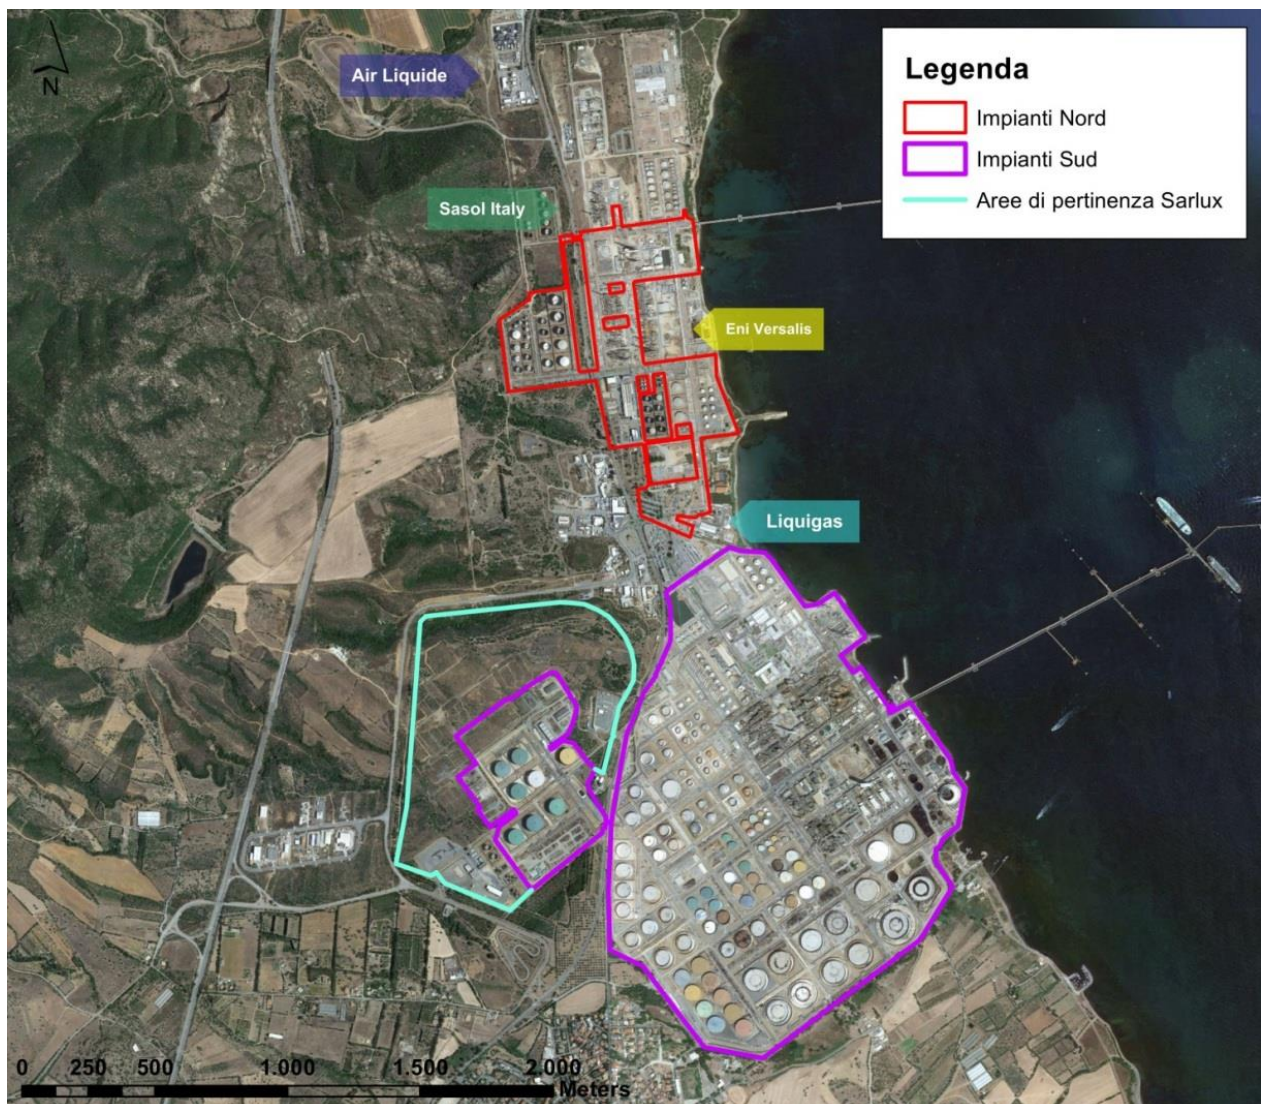 N
Air Liquide
Legenda
Impianti Nord
Impianti Sud
Aree di pertinenza Sarlux
Sasol Italy
Eni Versalis
Liquigas
0 250 500 1.000 1.500 2.000
Meters